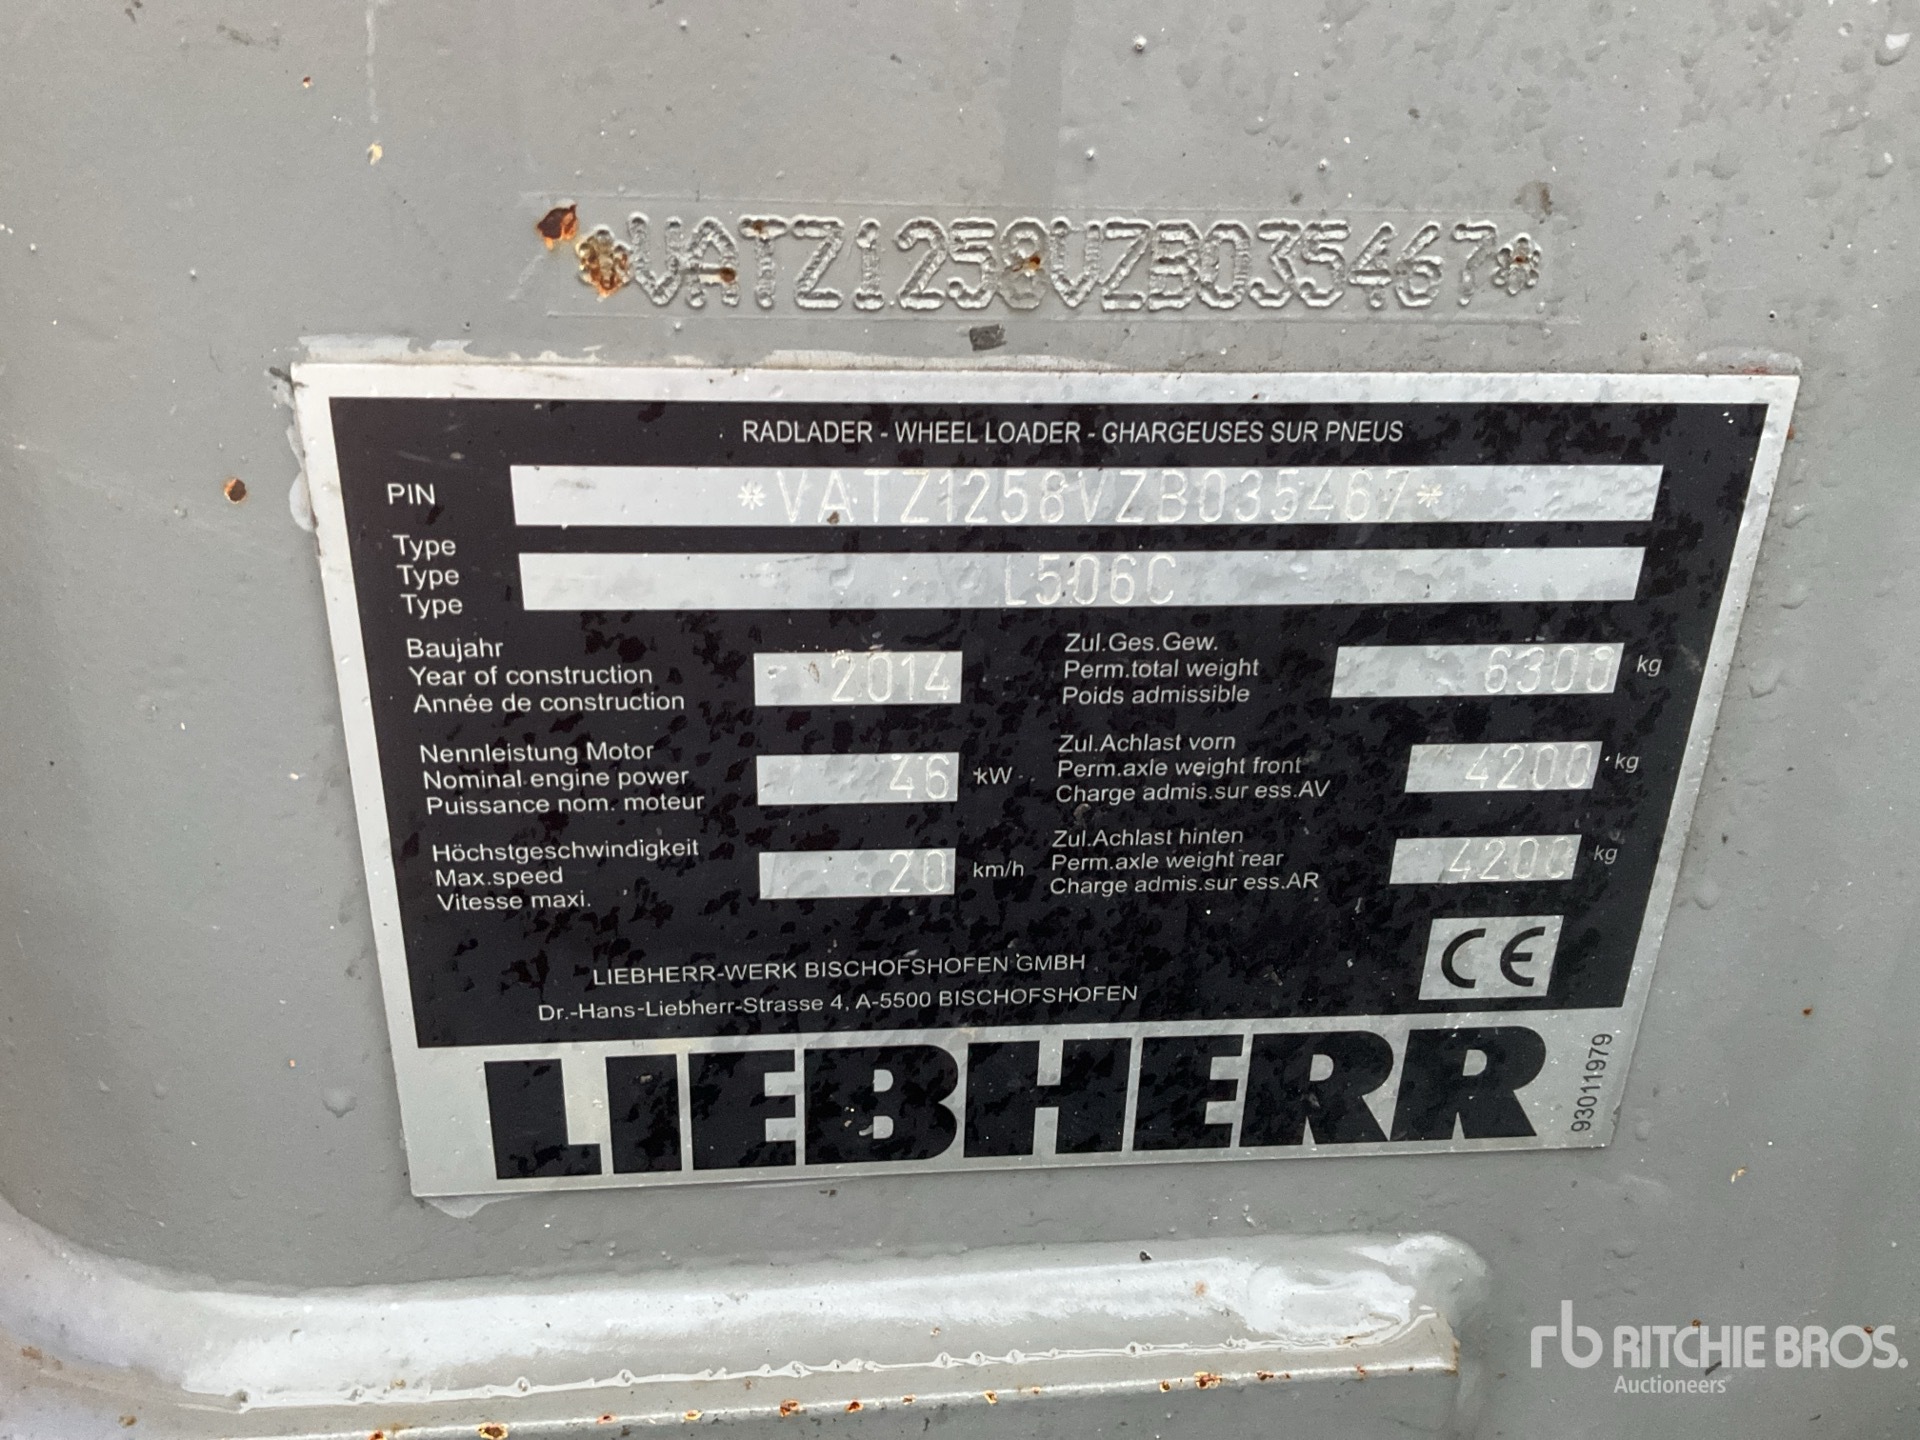 *VATZ1258VZB035467*
RADLADER - WHEEL LOADER - GHARGEUSES SUR PNEUS
PIN *VATZ1258VZB035467*
Type
Type L506C
Type
Baujahr
Year of construction 2014
Année de construction
Zul.Ges.Gew.
Perm.total weight 6300 kg
Poids admissible
Nennleistung Motor
Nominal engine power 46 kW
Puissance nom. moteur
Zul.Achlast vorn
Perm.axle weight front 4200 kg
Charge admis.sur ess.AV
Höchstgeschwindigkeit
Max.speed 20 km/h
Vitesse maxi.
Zul.Achlast hinten
Perm.axle weight rear 4200 kg
Charge admis.sur ess.AR
LIEBHERR-WERK BISCHOFSHOFEN GMBH
Dr.-Hans-Liebherr-Strasse 4, A-5500 BISCHOFSHOFEN
CE
LIEBHERR
93011979
rb RITCHIE BROS.
Auctioneers